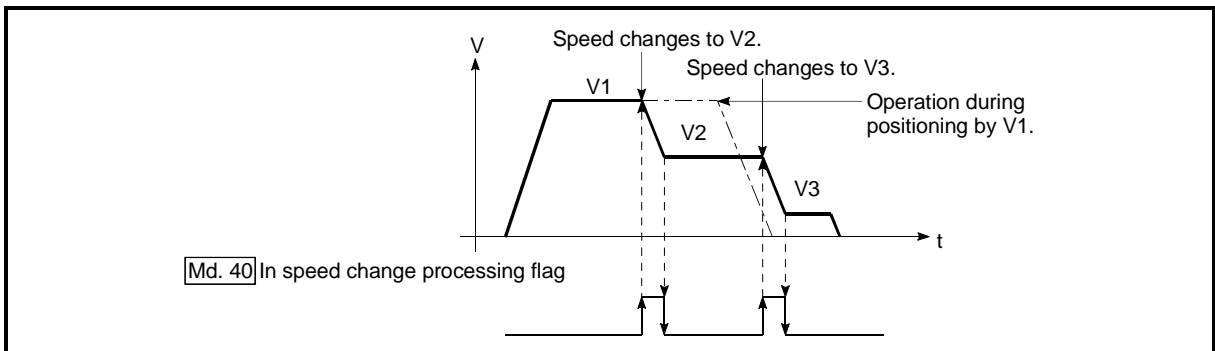 Speed changes to V2.
V
Speed changes to V3.
V1
Operation during
positioning by V1.
V2
V3
t
Md. 40 In speed change processing flag